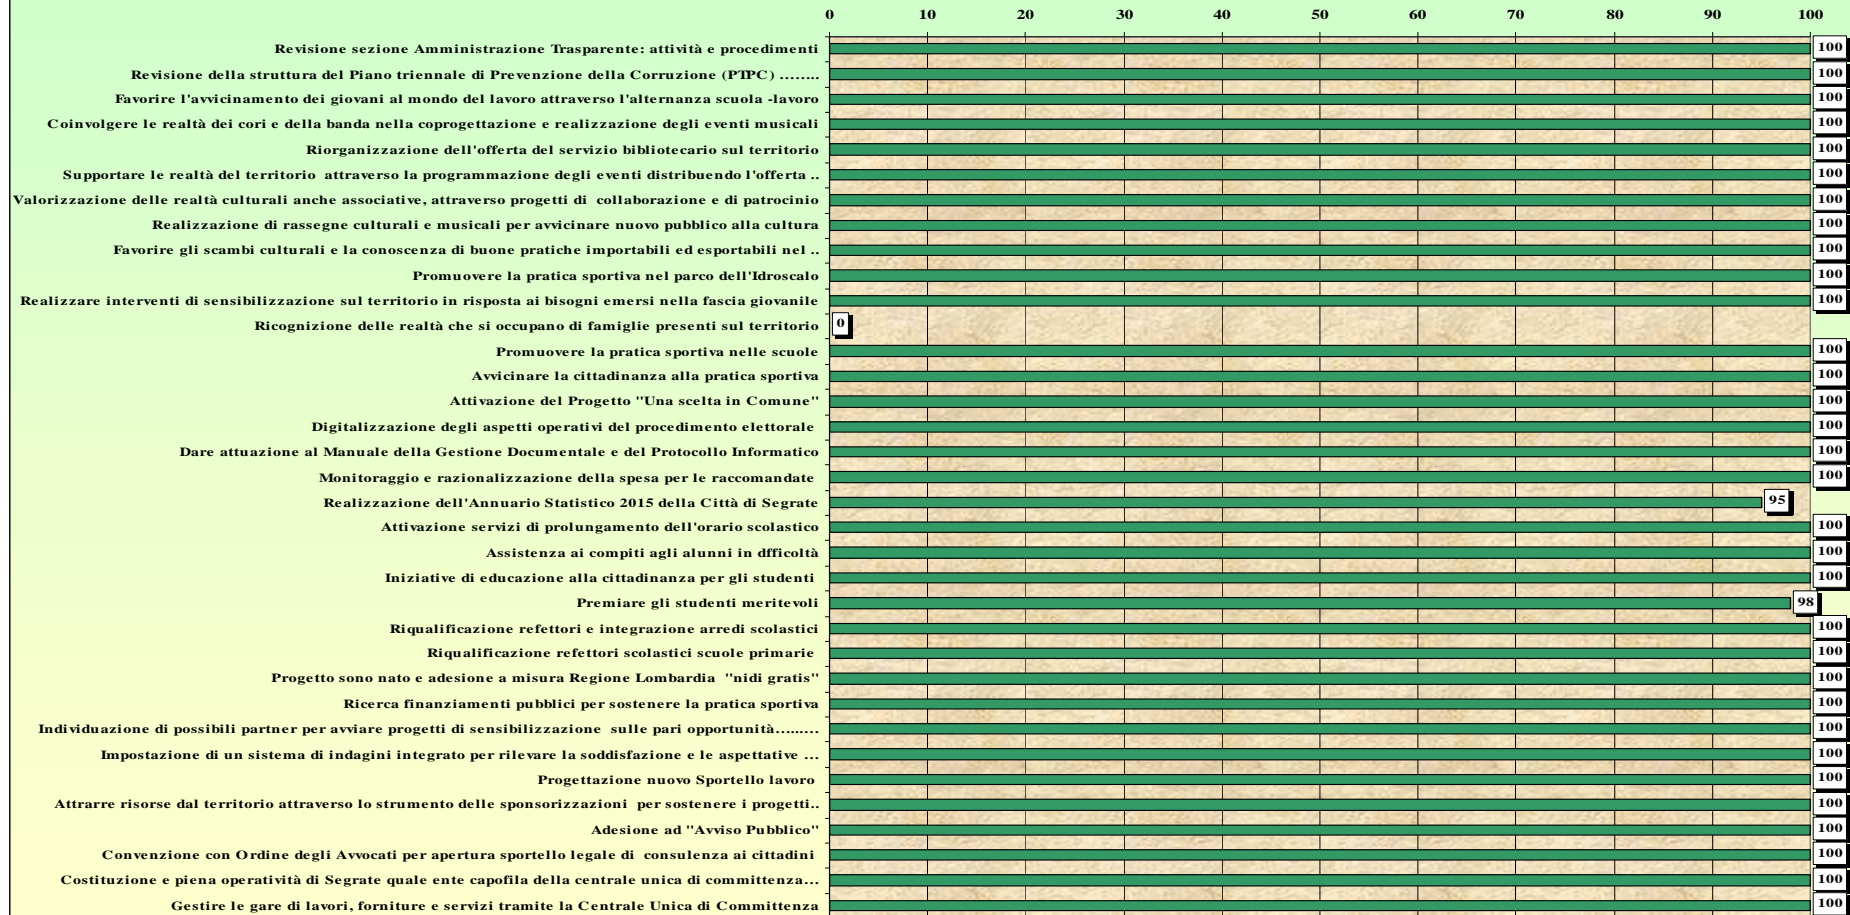 0 10 20 30 40 50 60 70 80 90 100
Revisione sezione Amministrazione Trasparente: attività e procedimenti 100
Revisione della struttura del Piano triennale di Prevenzione della Corruzione (PTPC) ........ 100
Favorire l'avvicinamento dei giovani al mondo del lavoro attraverso l'alternanza scuola -lavoro 100
Coinvolgere le realtà dei cori e della banda nella coprogettazione e realizzazione degli eventi musicali 100
Riorganizzazione dell'offerta del servizio bibliotecario sul territorio 100
Supportare le realtà del territorio attraverso la programmazione degli eventi distribuendo l'offerta .. 100
Valorizzazione delle realtà culturali anche associative, attraverso progetti di collaborazione e di patrocinio 100
Realizzazione di rassegne culturali e musicali per avvicinare nuovo pubblico alla cultura 100
Favorire gli scambi culturali e la conoscenza di buone pratiche importabili ed esportabili nel .. 100
Promuovere la pratica sportiva nel parco dell'Idroscalo 100
Realizzare interventi di sensibilizzazione sul territorio in risposta ai bisogni emersi nella fascia giovanile 100
Ricognizione delle realtà che si occupano di famiglie presenti sul territorio 0
Promuovere la pratica sportiva nelle scuole 100
Avvicinare la cittadinanza alla pratica sportiva 100
Attivazione del Progetto "Una scelta in Comune" 100
Digitalizzazione degli aspetti operativi del procedimento elettorale 100
Dare attuazione al Manuale della Gestione Documentale e del Protocollo Informatico 100
Monitoraggio e razionalizzazione della spesa per le raccomandate 100
Realizzazione dell'Annuario Statistico 2015 della Città di Segrate 95
Attivazione servizi di prolungamento dell'orario scolastico 100
Assistenza ai compiti agli alunni in dfficoltà 100
Iniziative di educazione alla cittadinanza per gli studenti 100
Premiare gli studenti meritevoli 98
Riqualificazione refettori e integrazione arredi scolastici 100
Riqualificazione refettori scolastici scuole primarie 100
Progetto sono nato e adesione a misura Regione Lombardia "nidi gratis" 100
Ricerca finanziamenti pubblici per sostenere la pratica sportiva 100
Individuazione di possibili partner per avviare progetti di sensibilizzazione sulle pari opportunità......... 100
Impostazione di un sistema di indagini integrato per rilevare la soddisfazione e le aspettative ... 100
Progettazione nuovo Sportello lavoro 100
Attrarre risorse dal territorio attraverso lo strumento delle sponsorizzazioni per sostenere i progetti.. 100
Adesione ad "Avviso Pubblico" 100
Convenzione con Ordine degli Avvocati per apertura sportello legale di consulenza ai cittadini 100
Costituzione e piena operatività di Segrate quale ente capofila della centrale unica di committenza... 100
Gestire le gare di lavori, forniture e servizi tramite la Centrale Unica di Committenza 100